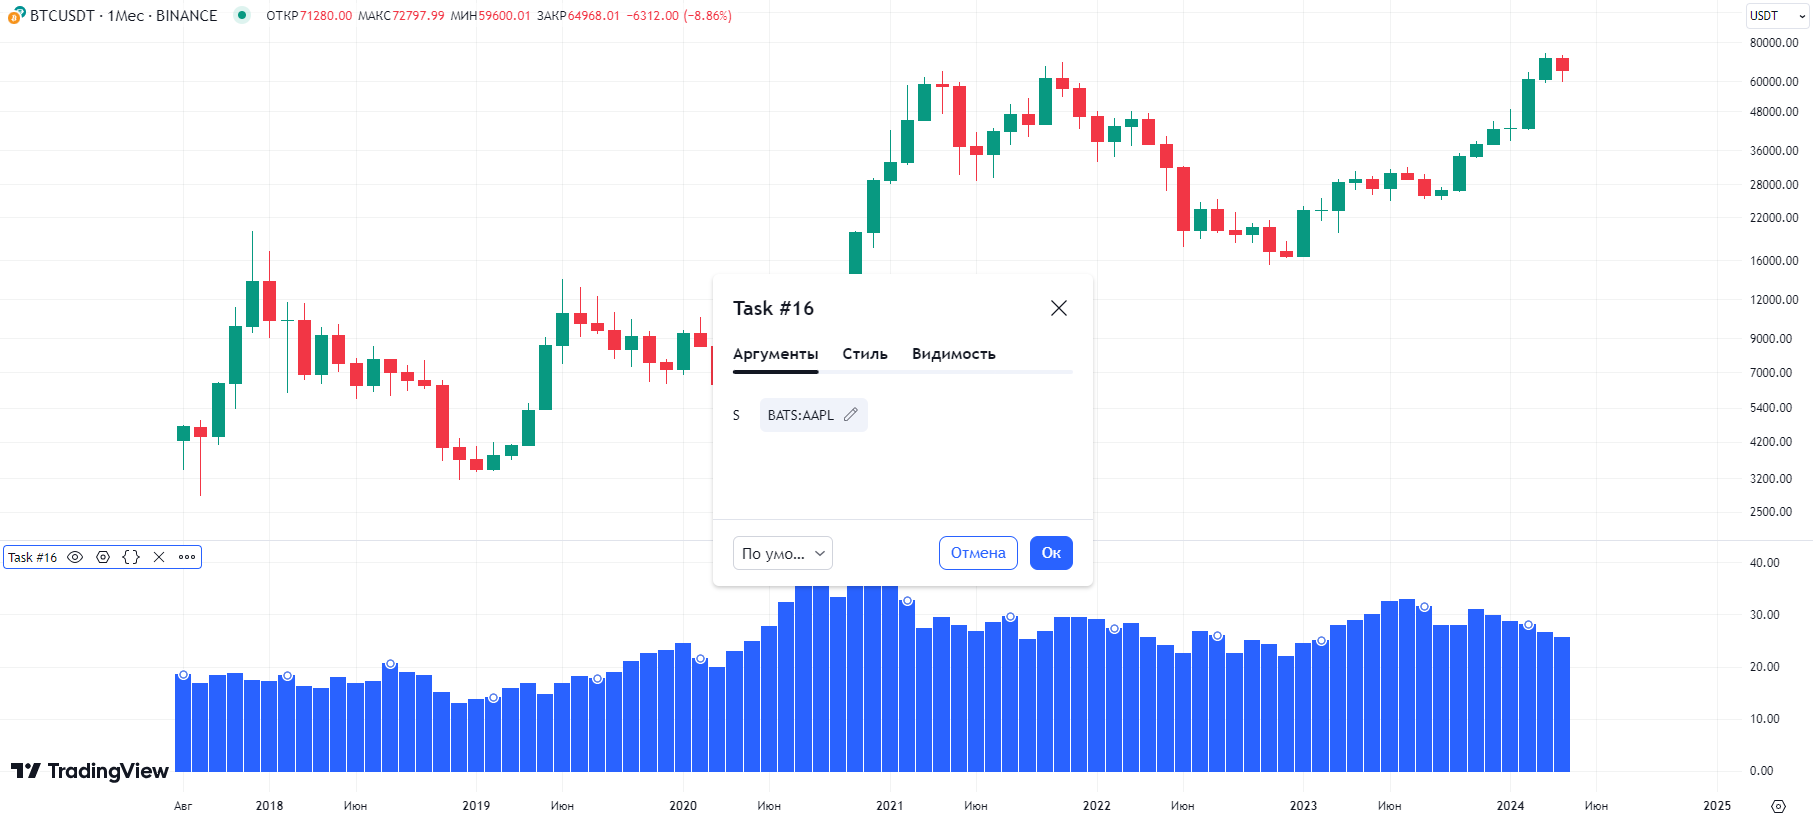 BTCUSDT · 1Мес · BINANCE ОТКР71280.00 МАКС72797.99 МИН59600.01 ЗАКР64968.01 −6312.00 (−8.86%)
USDT
80000.00
60000.00
48000.00
36000.00
28000.00
22000.00
16000.00
12000.00
9000.00
7000.00
5400.00
4200.00
3200.00
2500.00
Task #16
Аргументы Стиль Видимость
S BATS:AAPL
По умо... Отмена Ок
Task #16
40.00
30.00
20.00
10.00
0.00
TradingView
Авг 2018 Июн 2019 Июн 2020 Июн 2021 Июн 2022 Июн 2023 Июн 2024 Июн 2025